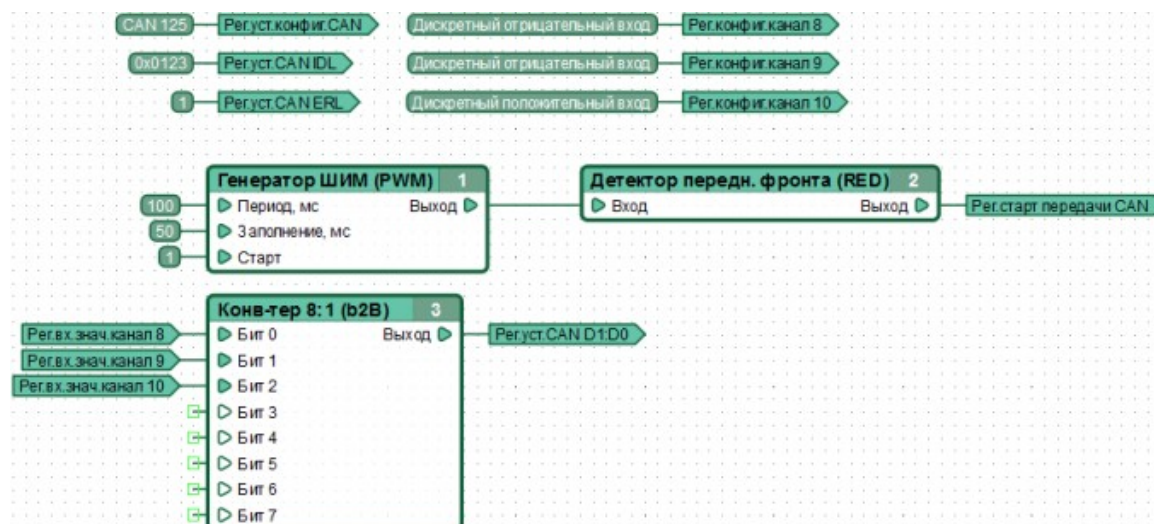 CAN 125 Рег.уст.конфиг.CAN Дискретный отрицательный вход Рег.конфиг.канал 8
0x0123 Рег.уст.CAN IDL Дискретный отрицательный вход Рег.конфиг.канал 9
1 Рег.уст.CAN ERL Дискретный положительный вход Рег.конфиг.канал 10
Генератор ШИМ (PWM) 1 Детектор передн. фронта (RED) 2
100 Период, мс Выход Вход Выход Рег.старт передачи CAN
50 Заполнение, мс
1 Старт
Конв-тер 8:1 (b2B) 3
Рег.вх.знач.канал 8 Бит 0 Выход Рег.уст.CAN D1:D0
Рег.вх.знач.канал 9 Бит 1
Рег.вх.знач.канал 10 Бит 2
Бит 3
Бит 4
Бит 5
Бит 6
Бит 7